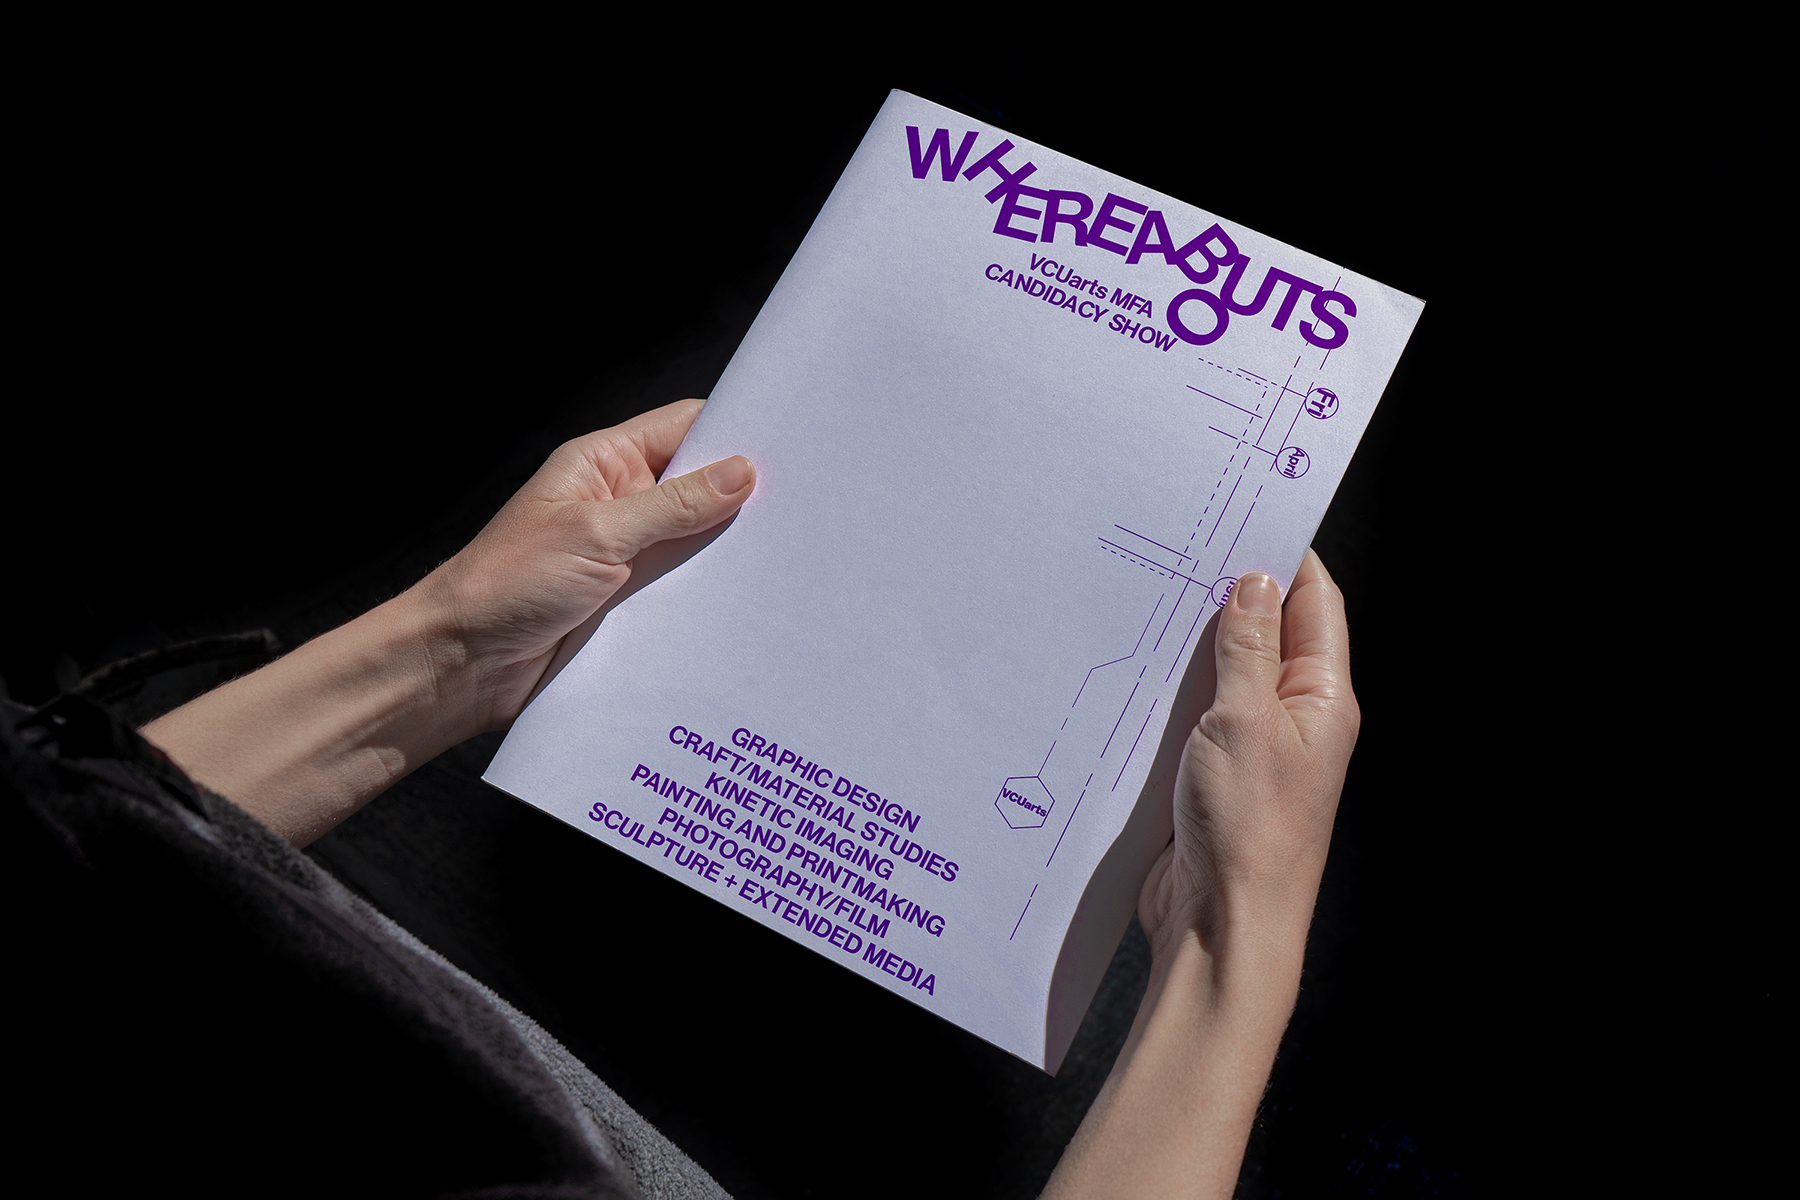 WHEREABOUTS
VCUarts MFA
CANDIDACY SHOW
Fri
April
VCUarts
GRAPHIC DESIGN
CRAFT/MATERIAL STUDIES
KINETIC IMAGING
PAINTING AND PRINTMAKING
PHOTOGRAPHY/FILM
SCULPTURE + EXTENDED MEDIA